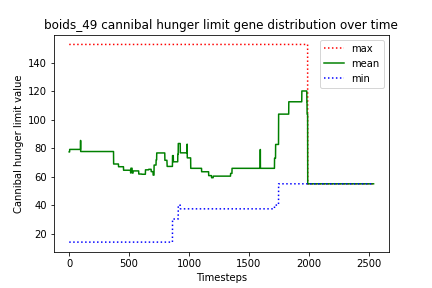 boids_49 cannibal hunger limit gene distribution over time
max
mean
min
Cannibal hunger limit value
140
120
100
80
60
40
20
0
500
1000
1500
2000
2500
Timesteps